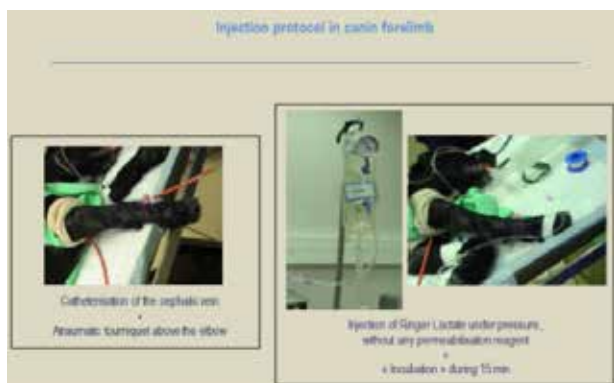 Injection protocol in canin forelimb
Catheterisation of the cephalic vein
+
Atraumatic tourniquet above the elbow
Injection of Ringer Lactate under pressure,
without any permeabilisation reagent
+
« Incubation » during 15 min